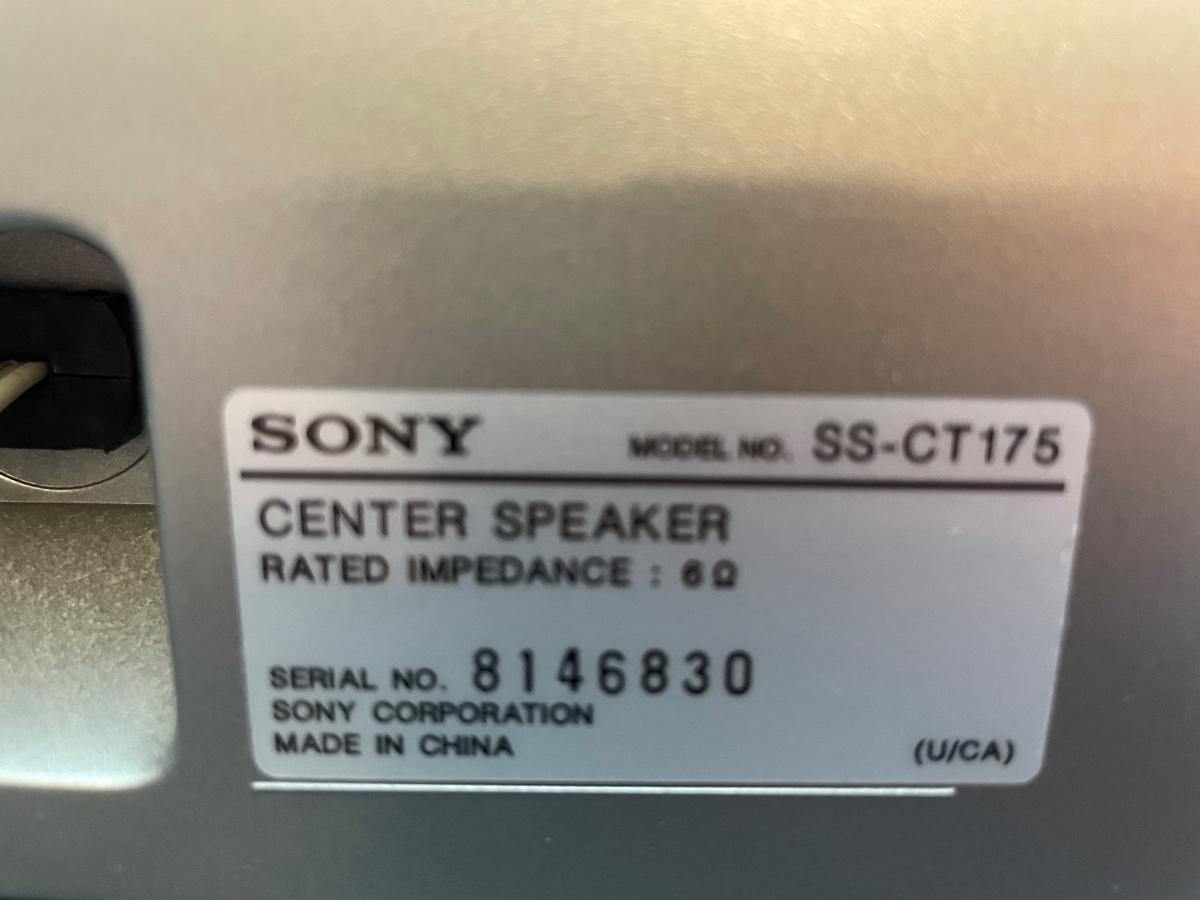 SONY MODEL NO. SS-CT175
CENTER SPEAKER
RATED IMPEDANCE : 6Ω
SERIAL NO. 8146830
SONY CORPORATION
MADE IN CHINA (U/CA)